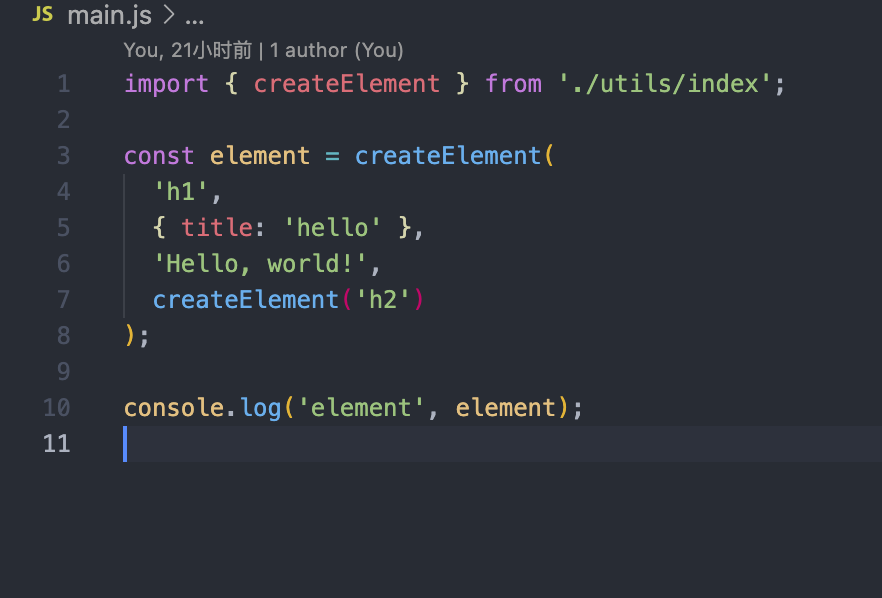 JS main.js > ...
You, 21小时前 | 1 author (You)
1 import { createElement } from './utils/index';
2
3 const element = createElement(
4   'h1',
5   { title: 'hello' },
6   'Hello, world!',
7   createElement('h2')
8 );
9
10 console.log('element', element);
11